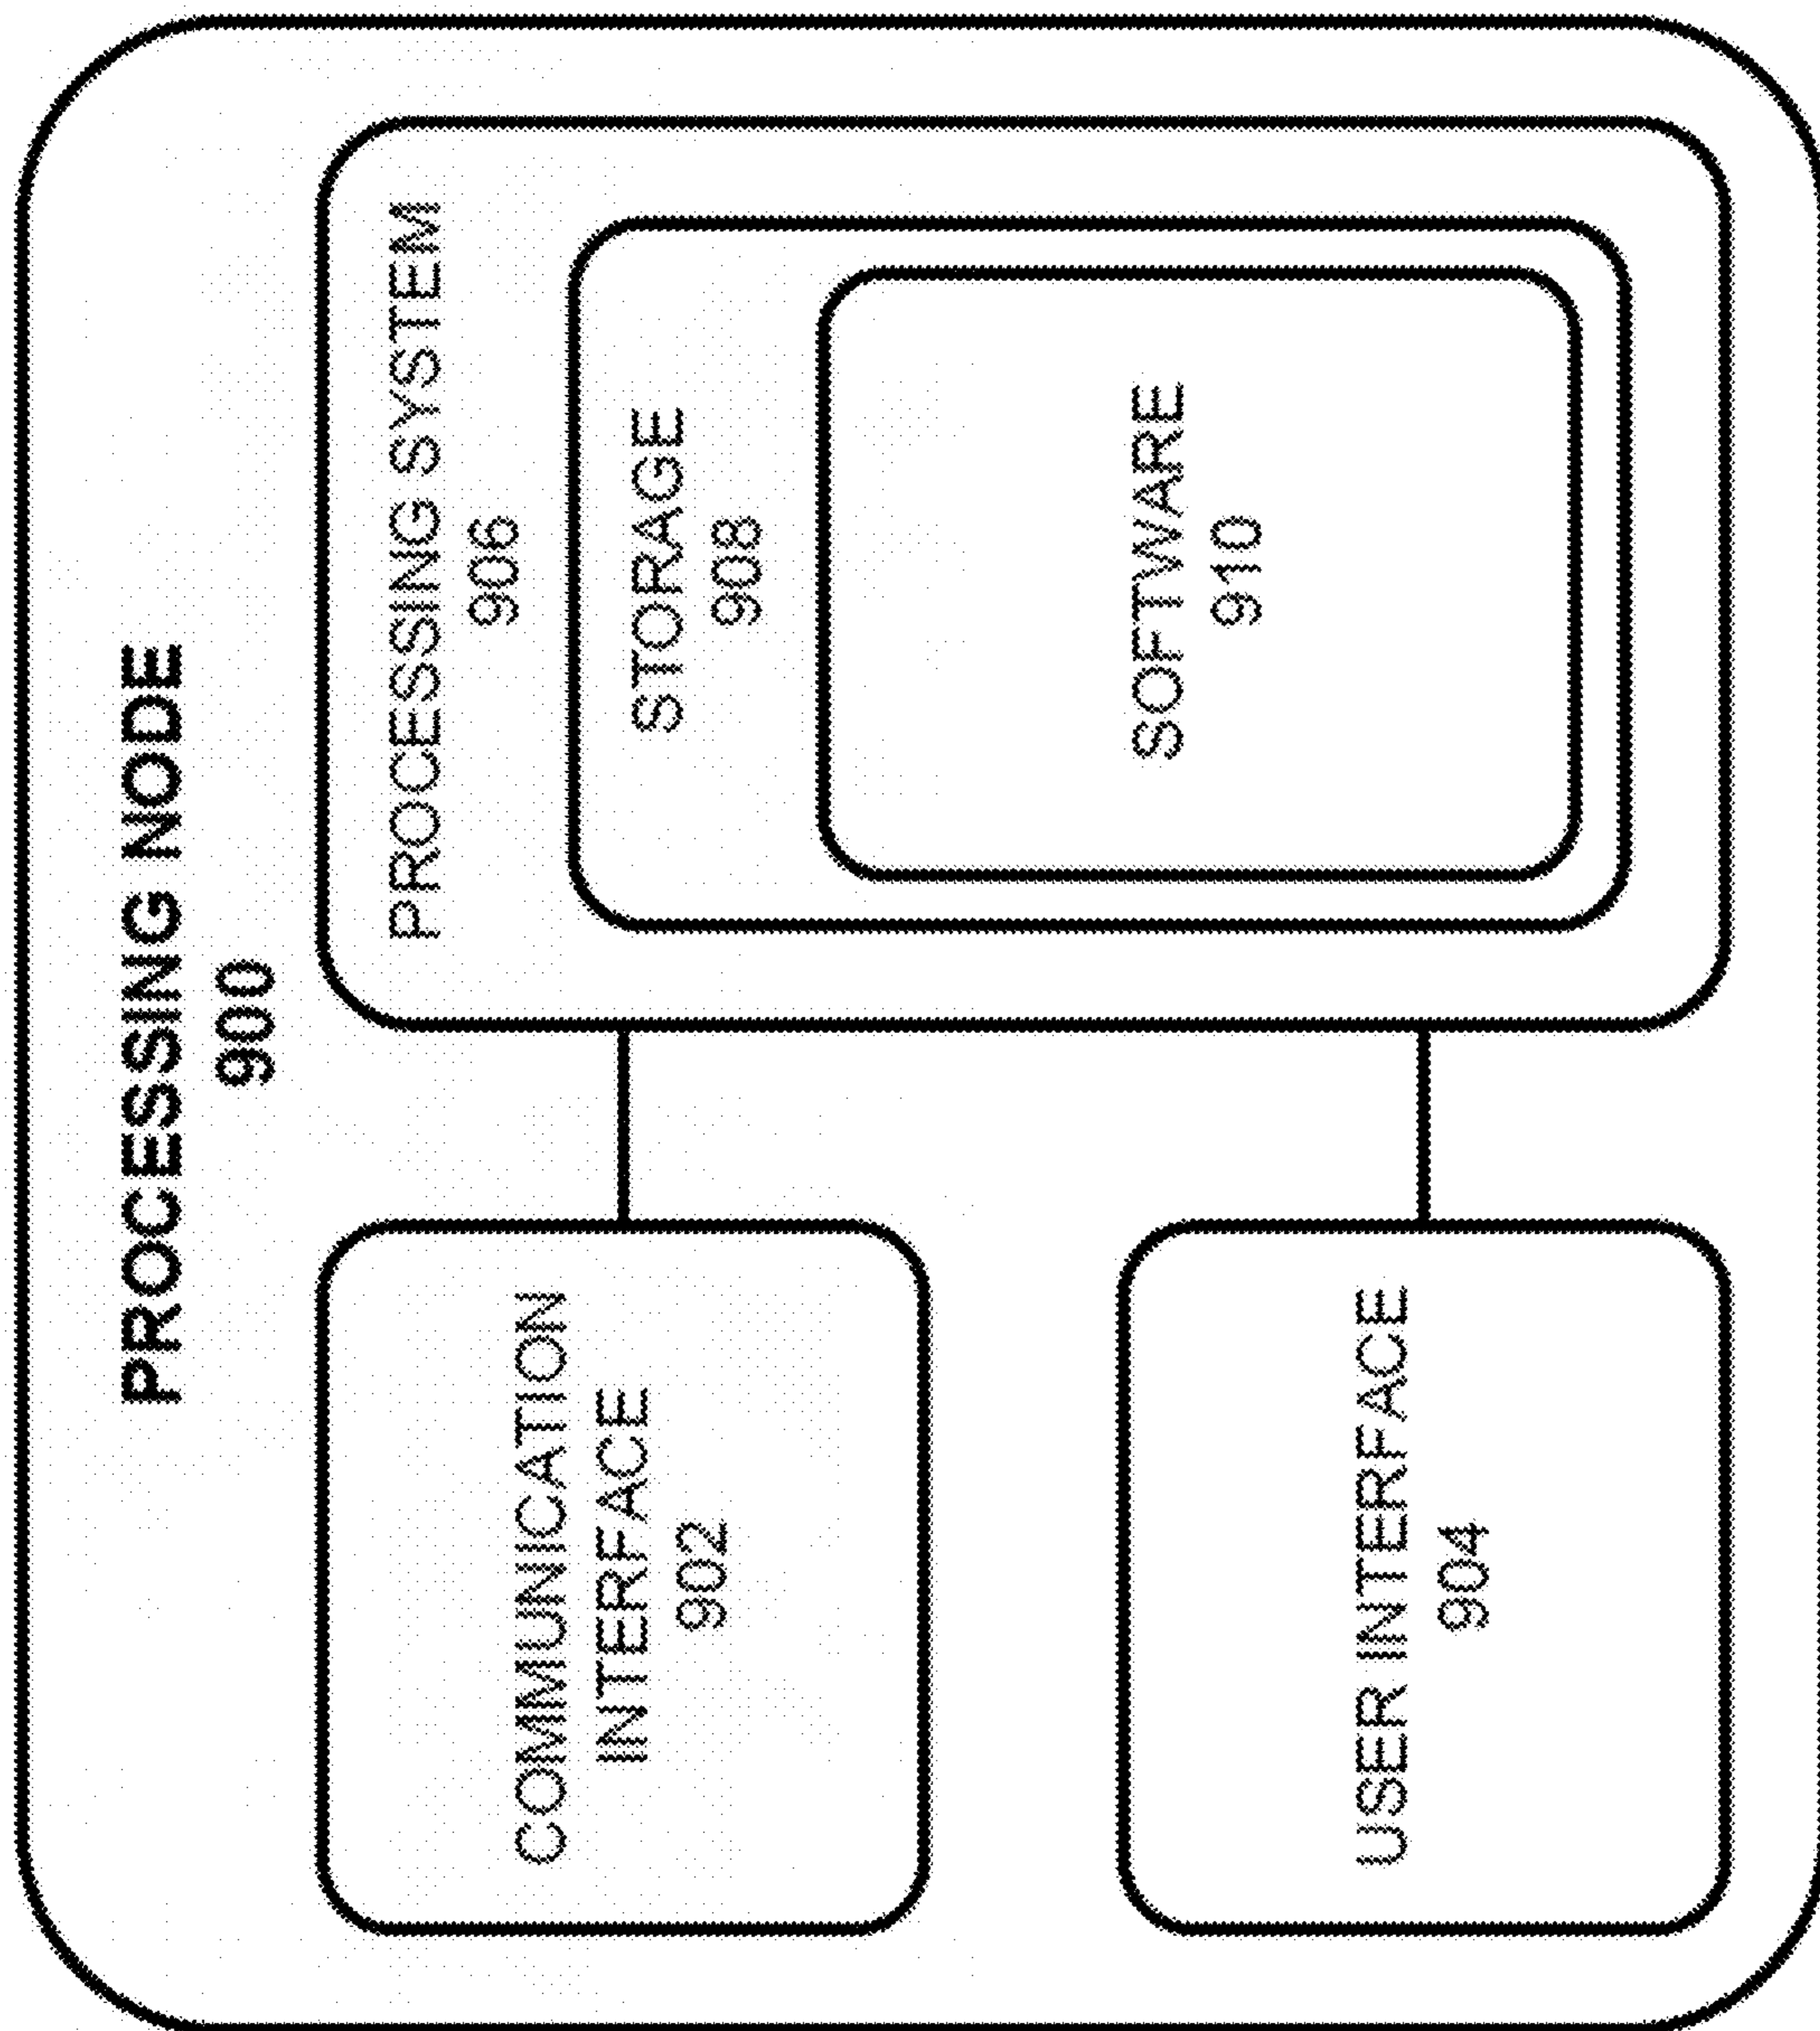 PROCESSING NODE
900
COMMUNICATION
INTERFACE
902
USER INTERFACE
904
PROCESSING SYSTEM
906
STORAGE
908
SOFTWARE
910